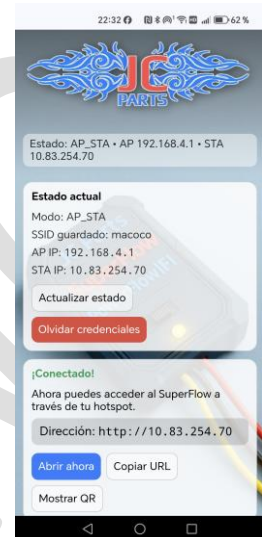 22:32
62 %
JC
PARTS
Estado: AP_STA • AP 192.168.4.1 • STA
10.83.254.70
Estado actual
Modo: AP_STA
SSID guardado: macoco
AP IP: 192.168.4.1
STA IP: 10.83.254.70
Actualizar estado
Olvidar credenciales
¡Conectado!
Ahora puedes acceder al SuperFlow a
través de tu hotspot.
Dirección: http://10.83.254.70
Abrir ahora Copiar URL
Mostrar QR